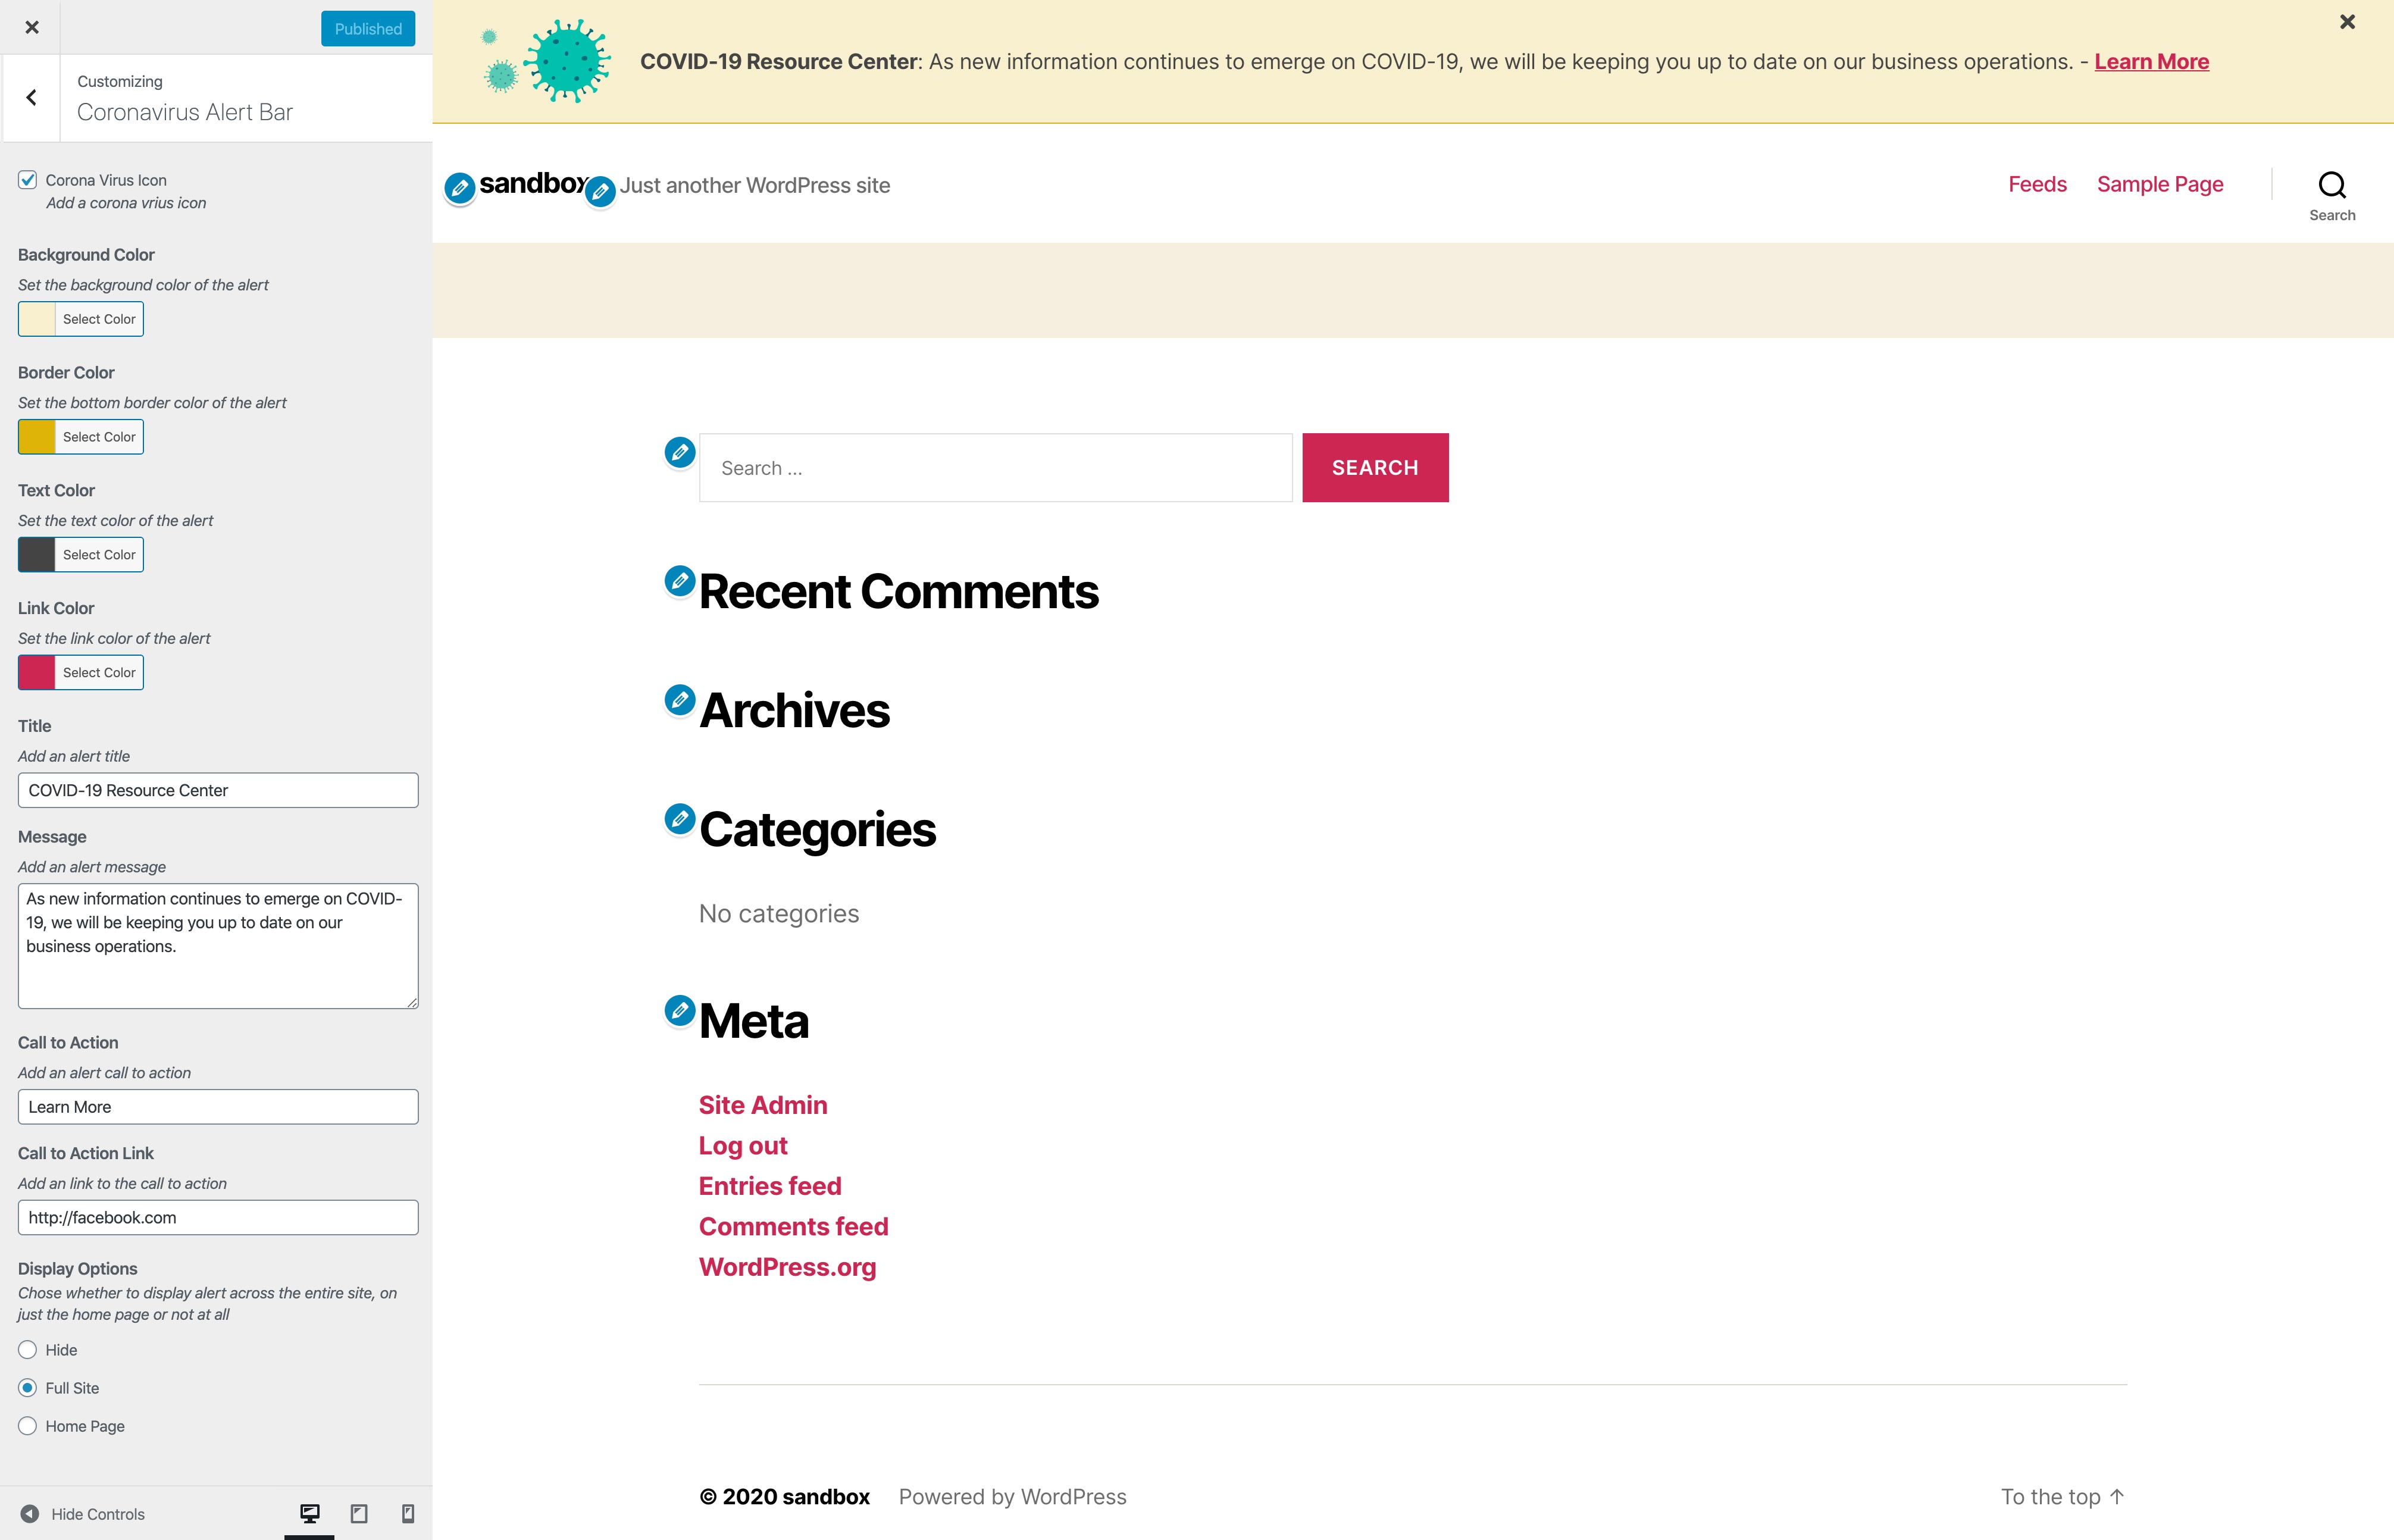 Published
Customizing
Coronavirus Alert Bar
Corona Virus Icon
Add a corona vrius icon
Background Color
Set the background color of the alert
Select Color
Border Color
Set the bottom border color of the alert
Select Color
Text Color
Set the text color of the alert
Select Color
Link Color
Set the link color of the alert
Select Color
Title
Add an alert title
COVID-19 Resource Center
Message
Add an alert message
As new information continues to emerge on COVID-
19, we will be keeping you up to date on our
business operations.
Call to Action
Add an alert call to action
Learn More
Call to Action Link
Add an link to the call to action
http://facebook.com
Display Options
Chose whether to display alert across the entire site, on
just the home page or not at all
Hide
Full Site
Home Page
Hide Controls
COVID-19 Resource Center: As new information continues to emerge on COVID-19, we will be keeping you up to date on our business operations. - Learn More
sandbox Just another WordPress site
Feeds Sample Page
Search
Search ...
SEARCH
Recent Comments
Archives
Categories
No categories
Meta
Site Admin
Log out
Entries feed
Comments feed
WordPress.org
© 2020 sandbox Powered by WordPress
To the top ↑